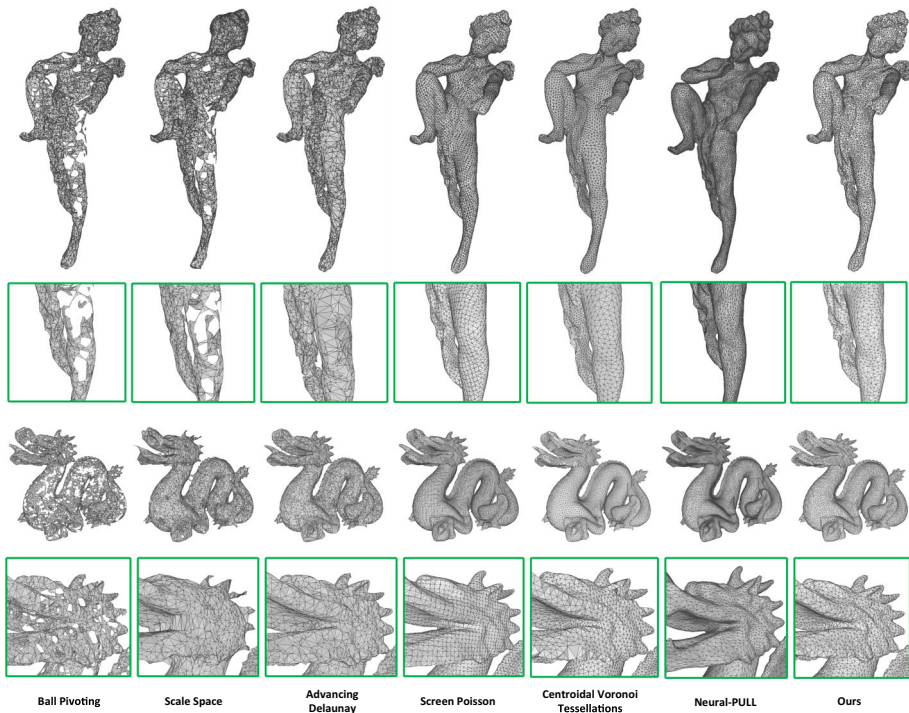 Ball Pivoting
Scale Space
Advancing
Delaunay
Screen Poisson
Centroidal Voronoi
Tessellations
Neural-PULL
Ours